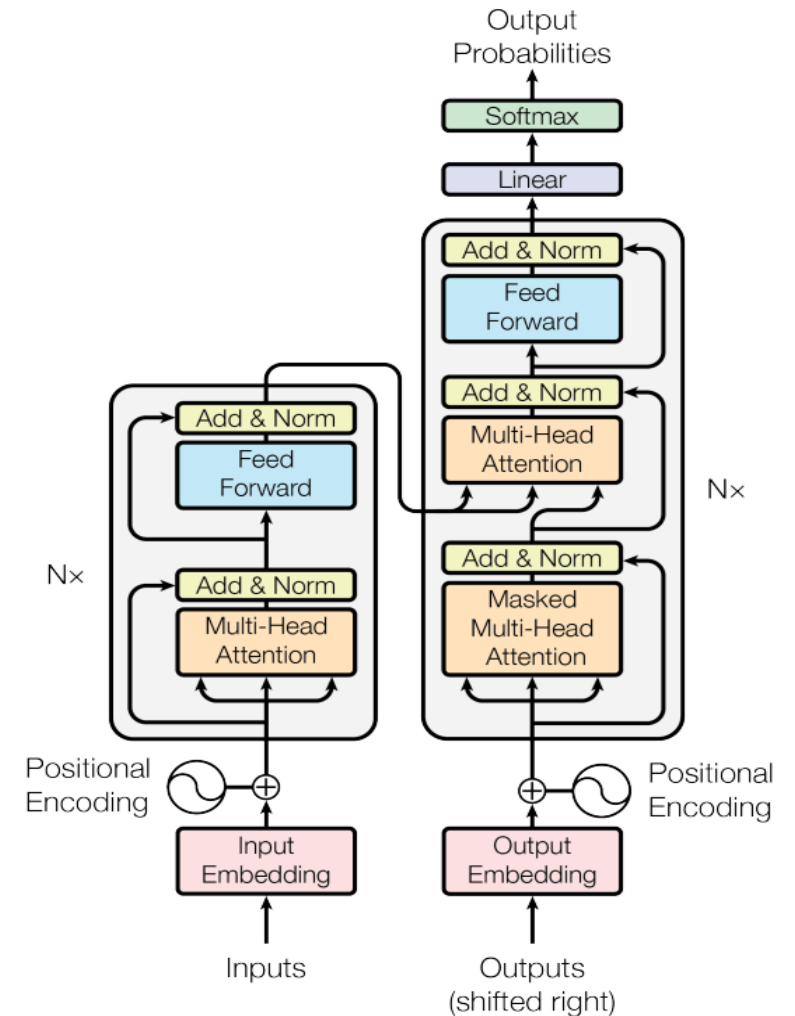 Output
Probabilities
Softmax
Linear
Add & Norm
Feed
Forward
Add & Norm
Multi-Head
Attention
Nx
Add & Norm
Masked
Multi-Head
Attention
Add & Norm
Feed
Forward
Nx
Add & Norm
Multi-Head
Attention
Positional
Encoding
Positional
Encoding
Input
Embedding
Output
Embedding
Inputs
Outputs
(shifted right)